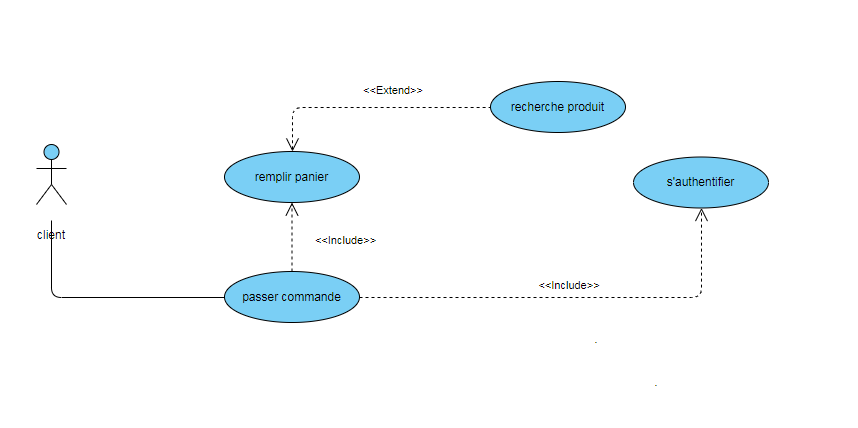 <<Extend>>
recherche produit
remplir panier
s'authentifier
client
<<Include>>
<<Include>>
passer commande